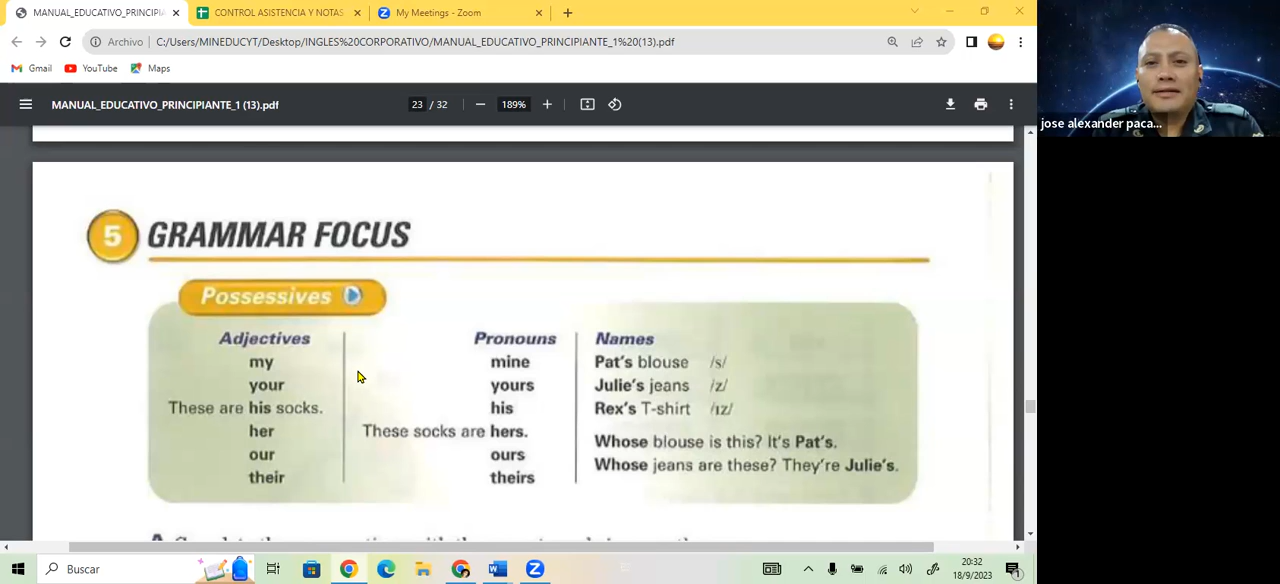 MANUAL_EDUCATIVO_PRINCIPIA
CONTROL ASISTENCIA Y NOTAS
My Meetings - Zoom
Archivo
C:/Users/MINEDUCYT/Desktop/INGLES%20CORPORATIVO/MANUAL_EDUCATIVO_PRINCIPIANTE_1%20(13).pdf
Gmail
YouTube
Maps
MANUAL_EDUCATIVO_PRINCIPIANTE_1 (13).pdf
23 / 32
189%
jose alexander paca...
5 GRAMMAR FOCUS
Possessives
Adjectives Pronouns Names
my mine Pat's blouse /s/
your yours Julie's jeans /z/
These are his socks. his Rex's T-shirt /ɪz/
her These socks are hers.
Whose blouse is this? It's Pat's.
our ours
Whose jeans are these? They're Julie's.
their theirs
Buscar
20:32
18/9/2023